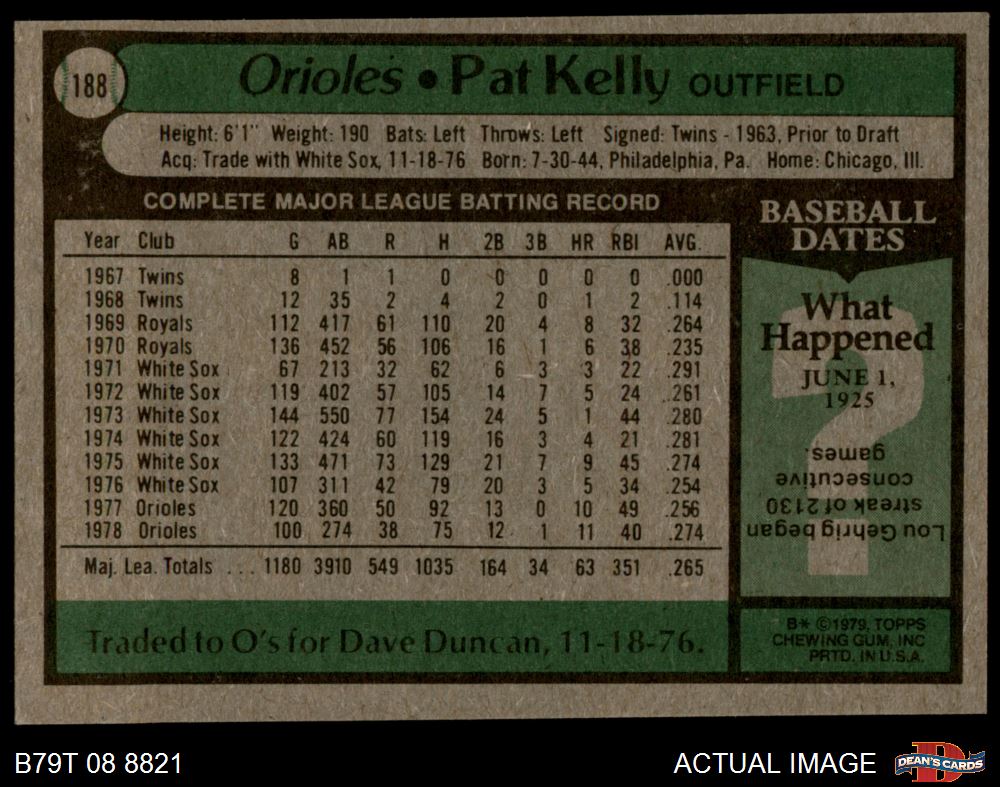 188
Orioles • Pat Kelly OUTFIELD
Height: 6'1" Weight: 190 Bats: Left Throws: Left Signed: Twins - 1963, Prior to Draft
Acq: Trade with White Sox, 11-18-76 Born: 7-30-44, Philadelphia, Pa. Home: Chicago, Ill.
COMPLETE MAJOR LEAGUE BATTING RECORD
Year Club G AB R H 2B 3B HR RBI AVG.
1967 Twins 8 1 1 0 0 0 0 0 .000
1968 Twins 12 35 2 4 2 0 1 2 .114
1969 Royals 112 417 61 110 20 4 8 32 .264
1970 Royals 136 452 56 106 16 1 6 38 .235
1971 White Sox 67 213 32 62 6 3 3 22 .291
1972 White Sox 119 402 57 105 14 7 5 24 .261
1973 White Sox 144 550 77 154 24 5 1 44 .280
1974 White Sox 122 424 60 119 16 3 4 21 .281
1975 White Sox 133 471 73 129 21 7 9 45 .274
1976 White Sox 107 311 42 79 20 3 5 34 .254
1977 Orioles 120 360 50 92 13 0 10 49 .256
1978 Orioles 100 274 38 75 12 1 11 40 .274
Maj. Lea. Totals ... 1180 3910 549 1035 164 34 63 351 .265
Traded to O's for Dave Duncan, 11-18-76.
BASEBALL
DATES
What
Happened
JUNE 1,
1925
?
Lou Gehrig began
streak of 2130
consecutive
games.
B* ©1979, TOPPS
CHEWING GUM, INC
PRTD. IN U.S.A.
B79T 08 8821
ACTUAL IMAGE
D
DEAN'S CARDS